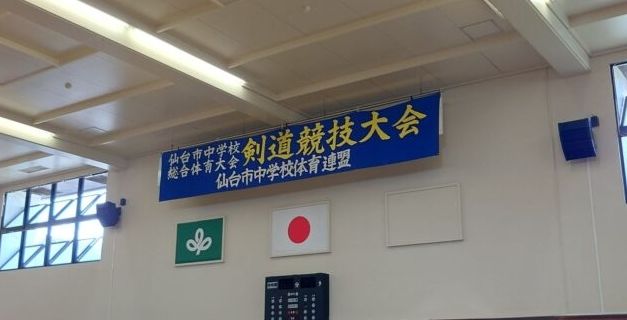 仙台市中学校
総合体育大会
剣道競技大会
仙台市中学校体育連盟